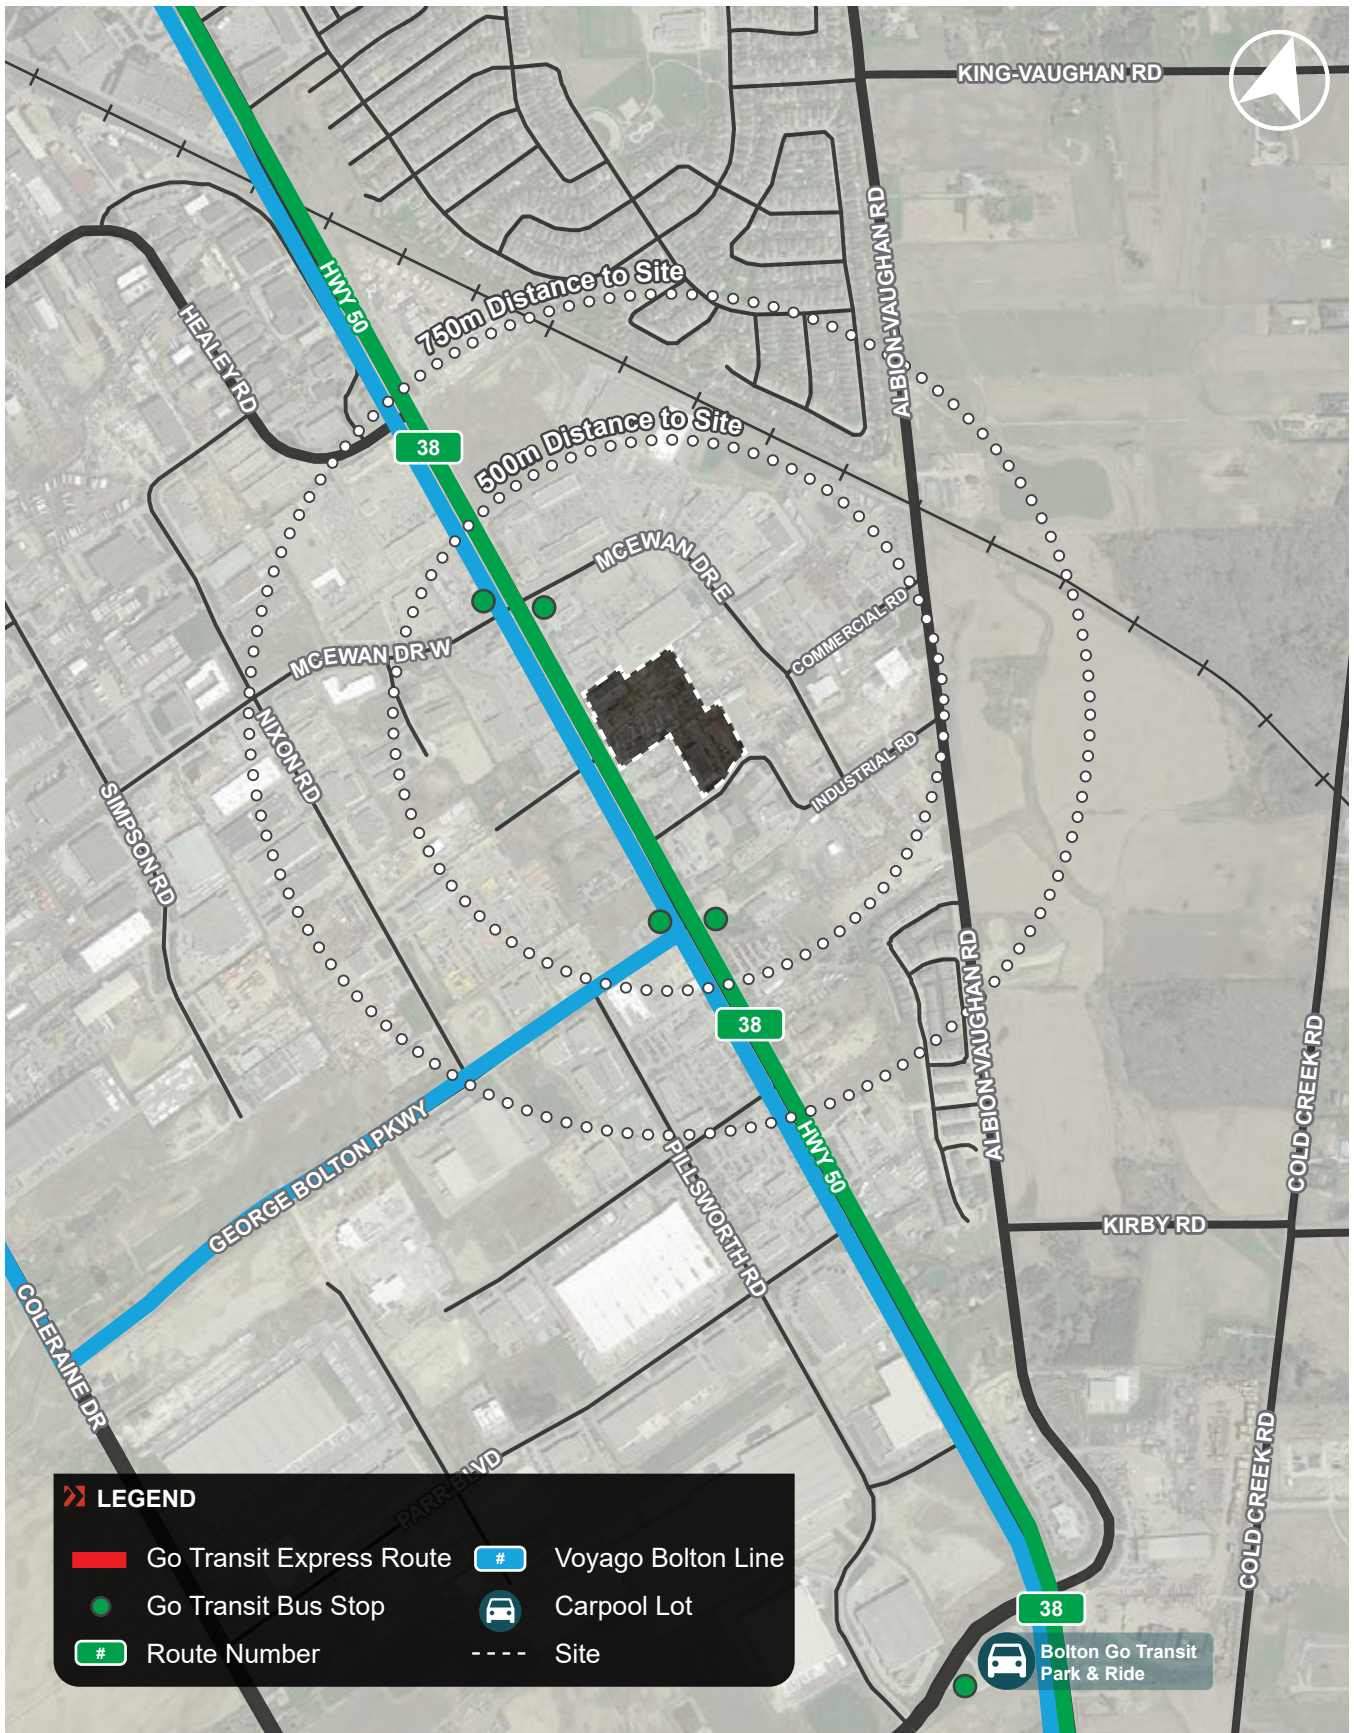 KING-VAUGHAN RD
ALBION-VAUGHAN RD
HWY 50
750m Distance to Site
HEALEY RD
38
500m Distance to Site
MCEWAN DR E
COMMERCIAL RD
MCEWAN DR W
NIXON RD
INDUSTRIAL RD
SIMPSON RD
ALBION-VAUGHAN RD
38
COLD CREEK RD
HWY 50
GEORGE BOLTON PKWY
PILLSWORTH RD
KIRBY RD
COLERAINE DR
COLD CREEK RD
PARR BLVD
LEGEND
Go Transit Express Route
# Voyago Bolton Line
Go Transit Bus Stop
Carpool Lot
# Route Number
Site
38
Bolton Go Transit
Park & Ride